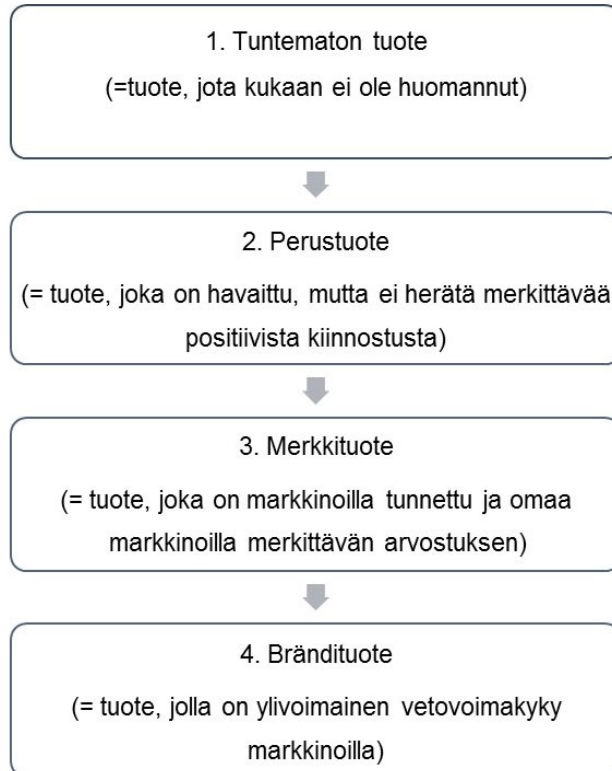 1. Tuntematon tuote
(=tuote, jota kukaan ei ole huomannut)
2. Perustuote
(= tuote, joka on havaittu, mutta ei herätä merkittävää
positiivista kiinnostusta)
3. Merkkituote
(= tuote, joka on markkinoilla tunnettu ja omaa
markkinoilla merkittävän arvostuksen)
4. Brändituote
(= tuote, jolla on ylivoimainen vetovoimakyky
markkinoilla)